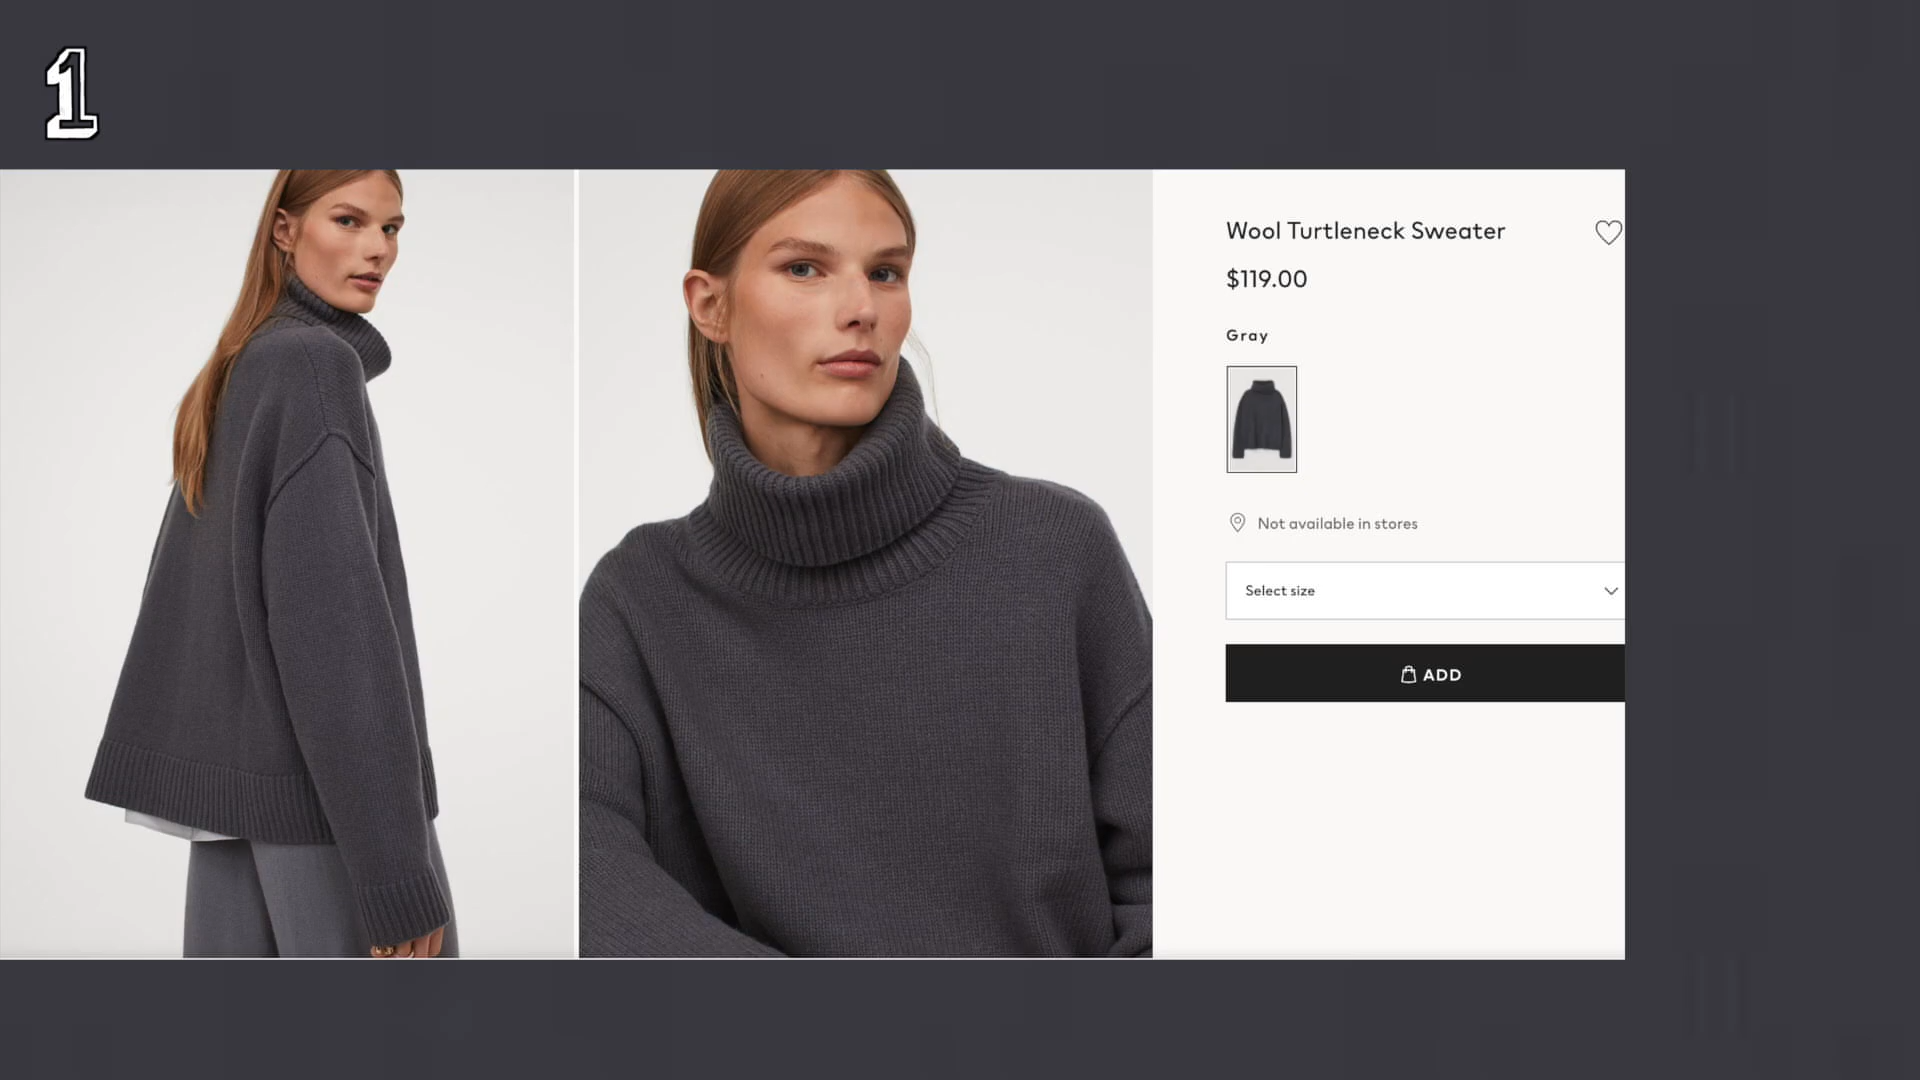 1
Wool Turtleneck Sweater
$119.00
Gray
Not available in stores
Select size
ADD